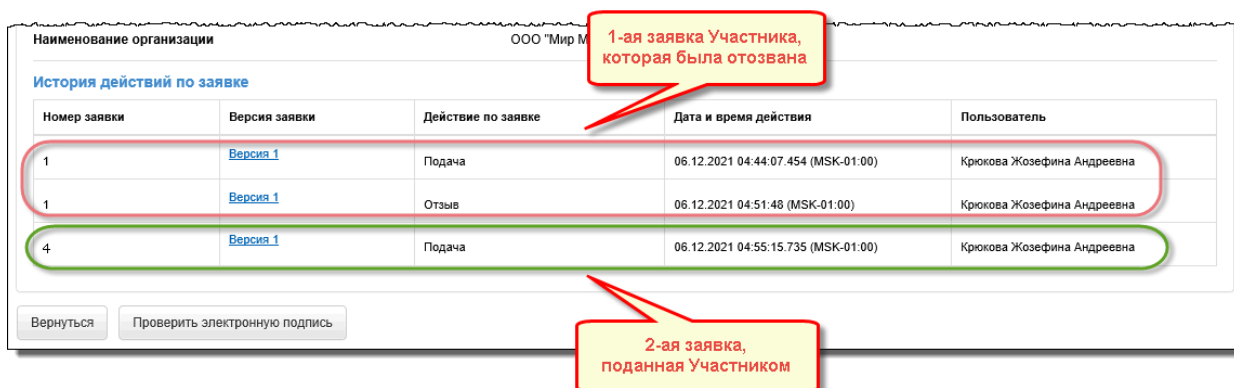 Наименование организации ООО "Мир М
1-ая заявка Участника,
которая была отозвана
История действий по заявке
Номер заявки Версия заявки Действие по заявке Дата и время действия Пользователь
1 Версия 1 Подача 06.12.2021 04:44:07.454 (MSK-01:00) Крюкова Жозефина Андреевна
1 Версия 1 Отзыв 06.12.2021 04:51:48 (MSK-01:00) Крюкова Жозефина Андреевна
4 Версия 1 Подача 06.12.2021 04:55:15.735 (MSK-01:00) Крюкова Жозефина Андреевна
Вернуться Проверить электронную подпись
2-ая заявка,
поданная Участником